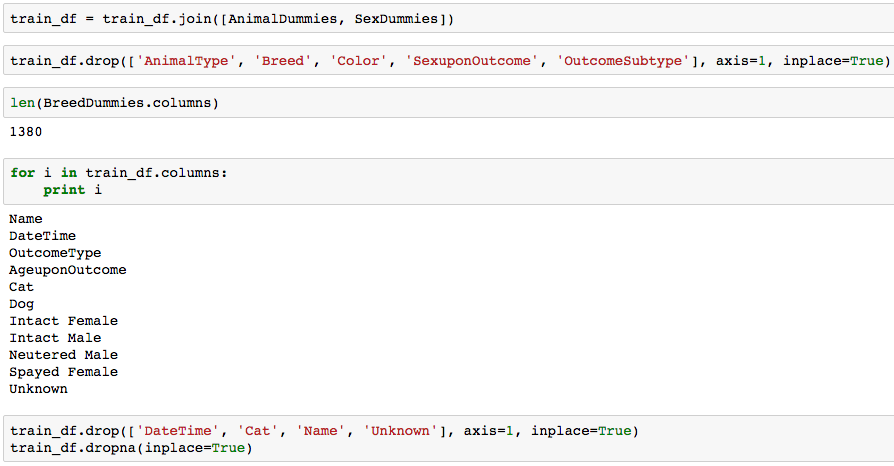 train_df = train_df.join([AnimalDummies, SexDummies])
train_df.drop(['AnimalType', 'Breed', 'Color', 'SexuponOutcome', 'OutcomeSubtype'], axis=1, inplace=True)
len(BreedDummies.columns)
1380
for i in train_df.columns:
    print i
Name
DateTime
OutcomeType
AgeuponOutcome
Cat
Dog
Intact Female
Intact Male
Neutered Male
Spayed Female
Unknown
train_df.drop(['DateTime', 'Cat', 'Name', 'Unknown'], axis=1, inplace=True)
train_df.dropna(inplace=True)